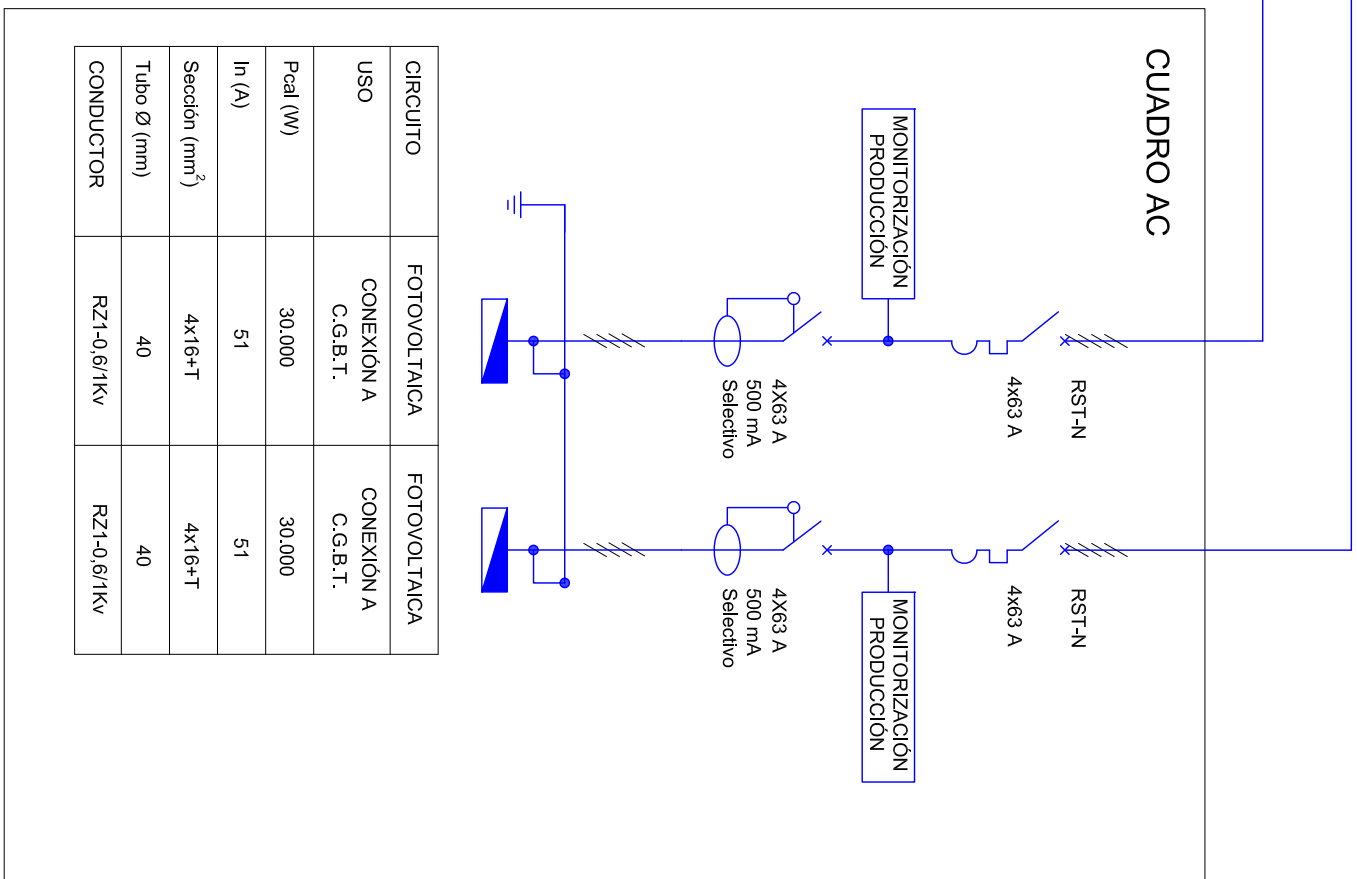 CUADRO AC
RST-N
RST-N
4x63 A
4x63 A
MONITORIZACIÓN
PRODUCCIÓN
MONITORIZACIÓN
PRODUCCIÓN
4X63 A
500 mA
Selectivo
4X63 A
500 mA
Selectivo
CIRCUITO FOTOVOLTAICA FOTOVOLTAICA
USO CONEXIÓN A C.G.B.T. CONEXIÓN A C.G.B.T.
Pcal (W) 30.000 30.000
In (A) 51 51
Sección (mm²) 4x16+T 4x16+T
Tubo Ø (mm) 40 40
CONDUCTOR RZ1-0,6/1Kv RZ1-0,6/1Kv